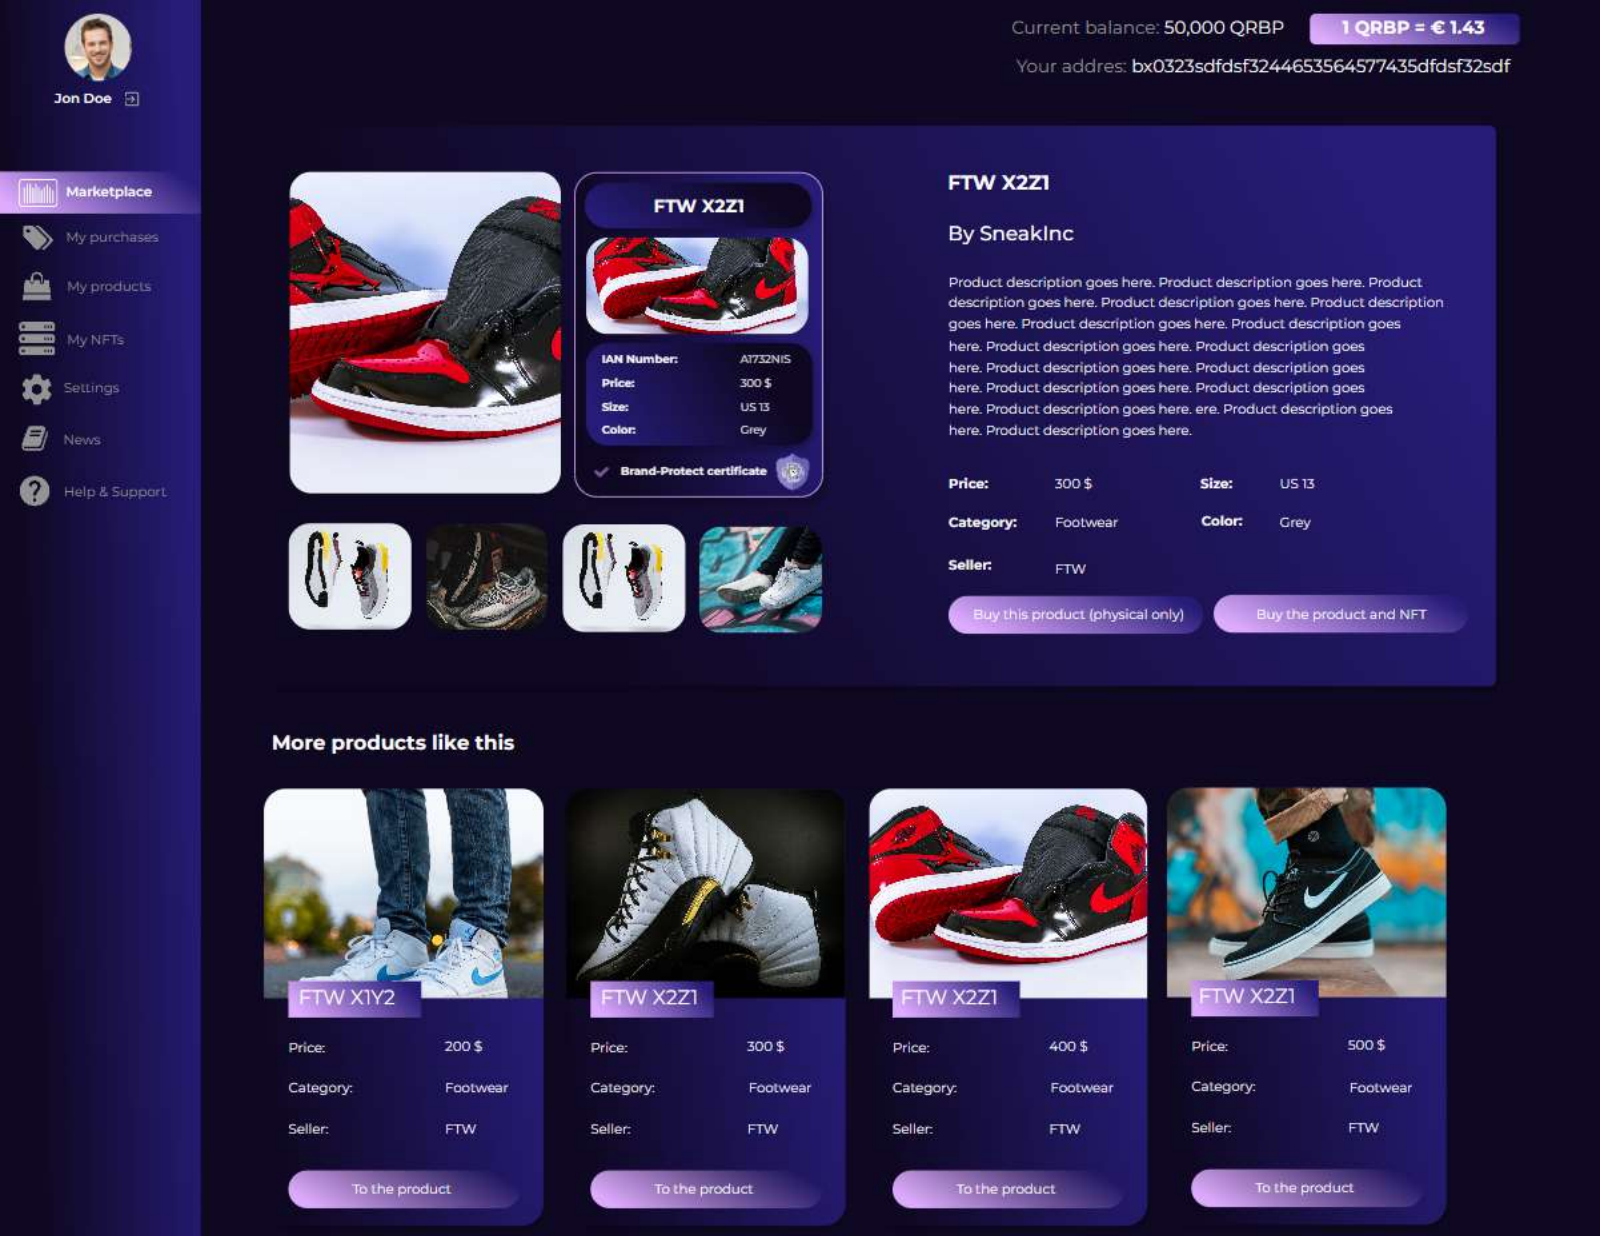 Current balance: 50,000 QRBP
1 QRBP = € 1.43
Your addres: bx0323sdfdsf3244653564577435dfdsf32sdf
Jon Doe
Marketplace
My purchases
My products
My NFTs
Settings
News
Help & Support
FTW X2Z1
IAN Number: A1732NIS
Price: 300 $
Size: US 13
Color: Grey
Brand-Protect certificate
FTW X2Z1
By SneakInc
Product description goes here. Product description goes here. Product
description goes here. Product description goes here. Product description
goes here. Product description goes here. Product description goes
here. Product description goes here. Product description goes
here. Product description goes here. Product description goes
here. Product description goes here. Product description goes
here. Product description goes here. ere. Product description goes
here. Product description goes here.
Price: 300 $ Size: US 13
Category: Footwear Color: Grey
Seller: FTW
Buy this product (physical only)
Buy the product and NFT
More products like this
FTW X1Y2
Price: 200 $
Category: Footwear
Seller: FTW
To the product
FTW X2Z1
Price: 300 $
Category: Footwear
Seller: FTW
To the product
FTW X2Z1
Price: 400 $
Category: Footwear
Seller: FTW
To the product
FTW X2Z1
Price: 500 $
Category: Footwear
Seller: FTW
To the product